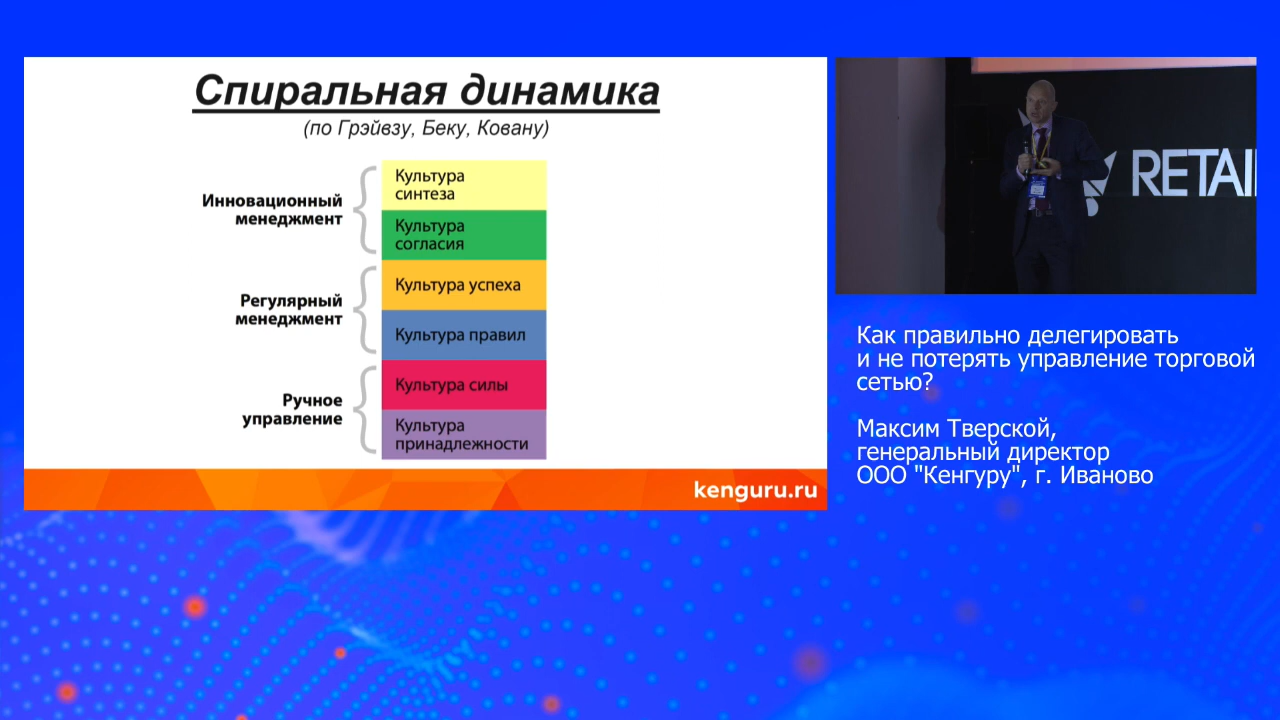 Спиральная динамика
(по Грэйвзу, Беку, Ковану)
Инновационный
менеджмент
Культура
синтеза
Культура
согласия
Регулярный
менеджмент
Культура успеха
Культура правил
Ручное
управление
Культура силы
Культура
принадлежности
kenguru.ru
RETAI
Как правильно делегировать
и не потерять управление торговой
сетью?
Максим Тверской,
генеральный директор
ООО "Кенгуру", г. Иваново